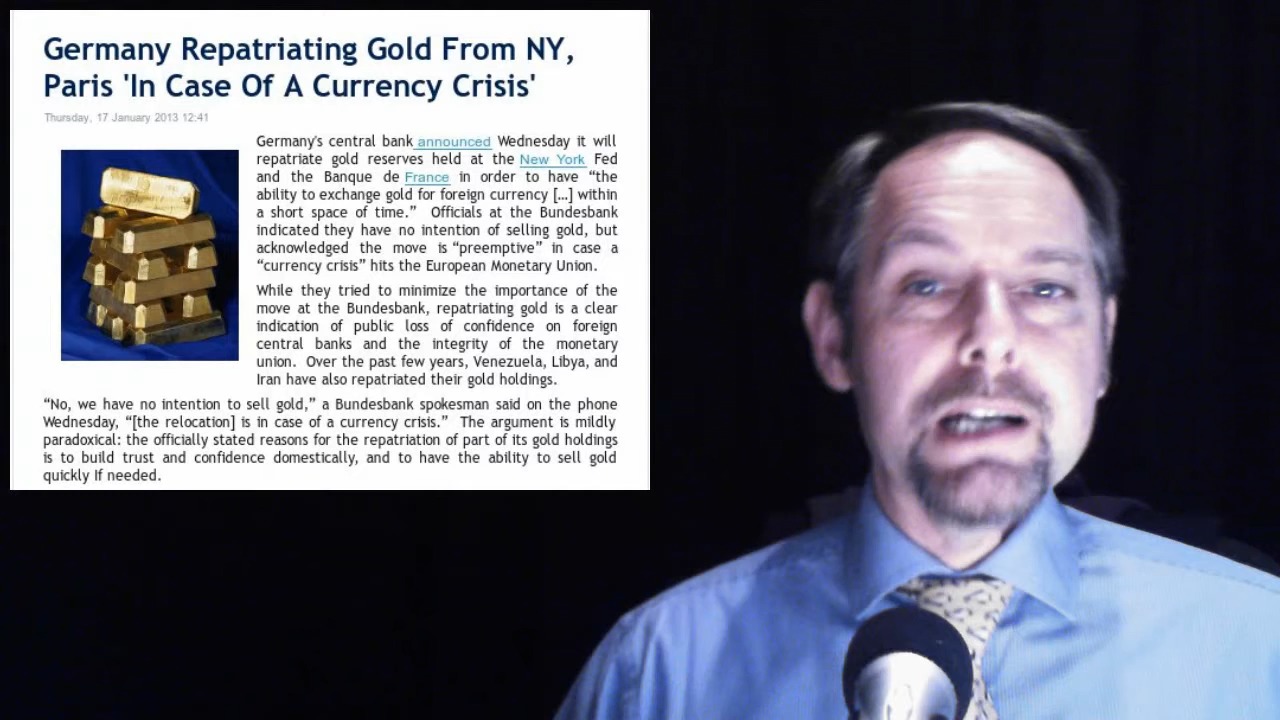 Germany Repatriating Gold From NY,
Paris 'In Case Of A Currency Crisis'
Thursday, 17 January 2013 12:41
Germany's central bank announced Wednesday it will
repatriate gold reserves held at the New York Fed
and the Banque de France in order to have “the
ability to exchange gold for foreign currency […] within
a short space of time.” Officials at the Bundesbank
indicated they have no intention of selling gold, but
acknowledged the move is “preemptive” in case a
“currency crisis” hits the European Monetary Union.
While they tried to minimize the importance of the
move at the Bundesbank, repatriating gold is a clear
indication of public loss of confidence on foreign
central banks and the integrity of the monetary
union. Over the past few years, Venezuela, Libya, and
Iran have also repatriated their gold holdings.
“No, we have no intention to sell gold,” a Bundesbank spokesman said on the phone
Wednesday, “[the relocation] is in case of a currency crisis.” The argument is mildly
paradoxical: the officially stated reasons for the repatriation of part of its gold holdings
is to build trust and confidence domestically, and to have the ability to sell gold
quickly If needed.